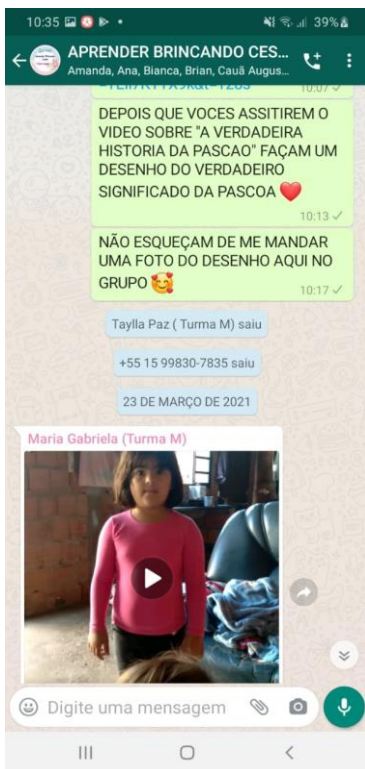 10:35
39%
APRENDER BRINCANDO CES...
Amanda, Ana, Bianca, Brian, Cauã Augus...
10:07
DEPOIS QUE VOCES ASSITIREM O
VIDEO SOBRE "A VERDADEIRA
HISTORIA DA PASCAO" FAÇAM UM
DESENHO DO VERDADEIRO
SIGNIFICADO DA PASCOA ❤️
10:13
NÃO ESQUEÇAM DE ME MANDAR
UMA FOTO DO DESENHO AQUI NO
GRUPO 🥰
10:17
Taylla Paz ( Turma M) saiu
+55 15 99830-7835 saiu
23 DE MARÇO DE 2021
Maria Gabriela (Turma M)
Digite uma mensagem